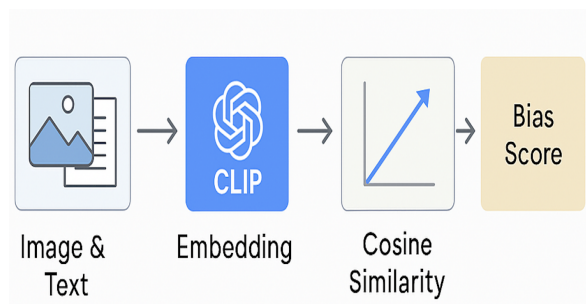 CLIP
Bias
Score
Image &
Text
Embedding
Cosine
Similarity